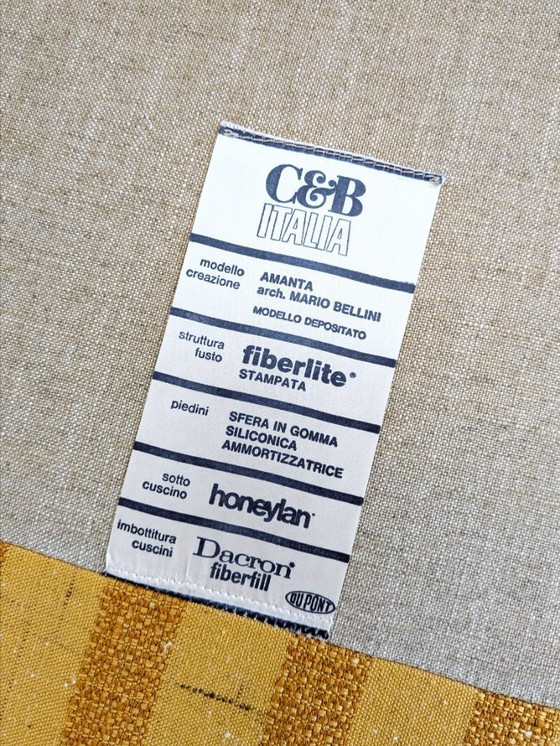 C&B
ITALIA
modello
creazione
AMANTA
arch. MARIO BELLINI
MODELLO DEPOSITATO
struttura
fusto
fiberlite®
STAMPATA
piedini
SFERA IN GOMMA
SILICONICA
AMMORTIZZATRICE
sotto
cuscino
honeylan®
imbottitura
cuscini
Dacron®
fiberfill
DU PONT